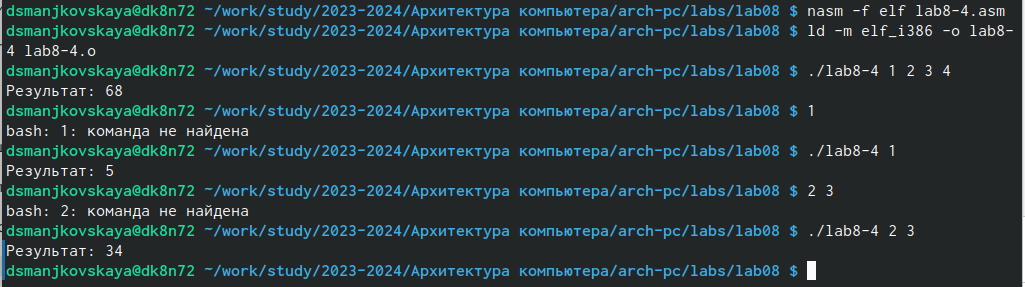 dsmanjkovskaya@dk8n72 ~/work/study/2023-2024/Архитектура компьютера/arch-pc/labs/lab08 $ nasm -f elf lab8-4.asm
dsmanjkovskaya@dk8n72 ~/work/study/2023-2024/Архитектура компьютера/arch-pc/labs/lab08 $ ld -m elf_i386 -o lab8-
4 lab8-4.o
dsmanjkovskaya@dk8n72 ~/work/study/2023-2024/Архитектура компьютера/arch-pc/labs/lab08 $ ./lab8-4 1 2 3 4
Результат: 68
dsmanjkovskaya@dk8n72 ~/work/study/2023-2024/Архитектура компьютера/arch-pc/labs/lab08 $ 1
bash: 1: команда не найдена
dsmanjkovskaya@dk8n72 ~/work/study/2023-2024/Архитектура компьютера/arch-pc/labs/lab08 $ ./lab8-4 1
Результат: 5
dsmanjkovskaya@dk8n72 ~/work/study/2023-2024/Архитектура компьютера/arch-pc/labs/lab08 $ 2 3
bash: 2: команда не найдена
dsmanjkovskaya@dk8n72 ~/work/study/2023-2024/Архитектура компьютера/arch-pc/labs/lab08 $ ./lab8-4 2 3
Результат: 34
dsmanjkovskaya@dk8n72 ~/work/study/2023-2024/Архитектура компьютера/arch-pc/labs/lab08 $